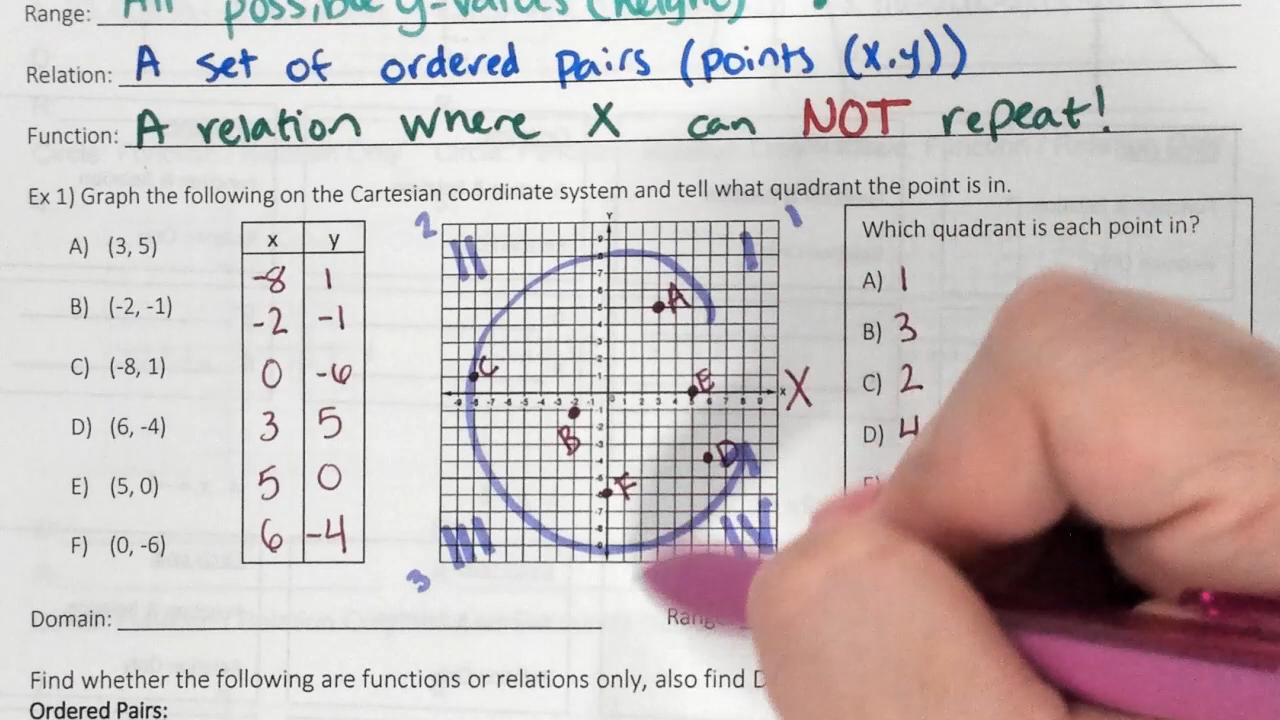 Range: All possible y-values (height)
Relation: A set of ordered pairs (points (x,y))
Function: A relation where X can NOT repeat!
Ex 1) Graph the following on the Cartesian coordinate system and tell what quadrant the point is in.
A) (3, 5)
B) (-2, -1)
C) (-8, 1)
D) (6, -4)
E) (5, 0)
F) (0, -6)
x y
-8 1
-2 -1
0 -6
3 5
5 0
6 -4
2 II I 1
Y
A
C
E X
B
D
F
3 III IV
Which quadrant is each point in?
A) 1
B) 3
C) 2
D) 4
E)
Domain:
Find whether the following are functions or relations only, also find
Ordered Pairs: